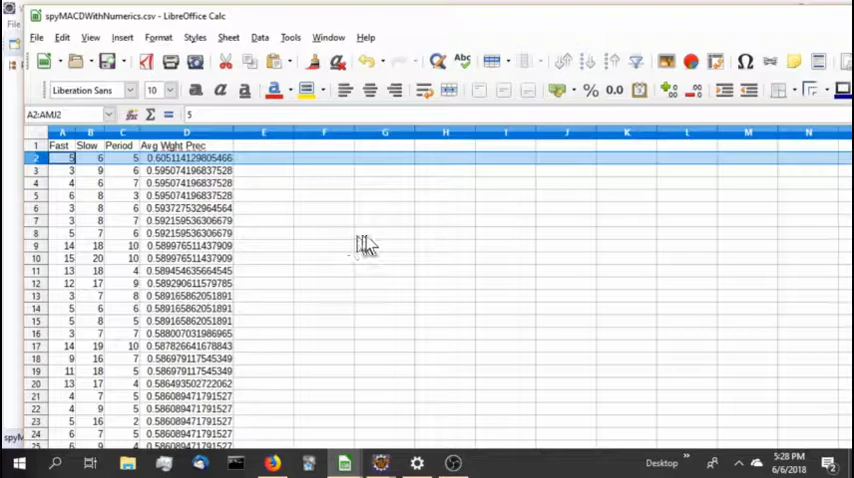 spyMACDWithNumerics.csv - LibreOffice Calc
File Edit View Insert Format Styles Sheet Data Tools Window Help
Liberation Sans 10
A2:AMJ2 5
A B C D E F G H I J K L M N
1 Fast Slow Period Avg Wght Prec
2 5 6 5 0.605114129805466
3 3 9 6 0.595074196837528
4 4 6 7 0.595074196837528
5 6 8 3 0.595074196837528
6 3 8 6 0.593727532964564
7 3 8 7 0.592159536306679
8 5 7 6 0.592159536306679
9 14 18 10 0.589976511437909
10 15 20 10 0.589976511437909
11 13 18 4 0.589454635664545
12 12 17 9 0.589290611579785
13 3 7 8 0.589165862051891
14 5 6 6 0.589165862051891
15 5 8 5 0.589165862051891
16 3 7 7 0.588007031986965
17 14 19 10 0.587826641678843
18 9 16 7 0.586979117545349
19 11 18 5 0.586979117545349
20 13 17 4 0.586493502722062
21 4 7 5 0.586089471791527
22 4 9 5 0.586089471791527
23 5 16 2 0.586089471791527
24 6 7 5 0.586089471791527
25 6 9 4 0.586089471791527
spyM
Desktop
5:28 PM
6/6/2018
2